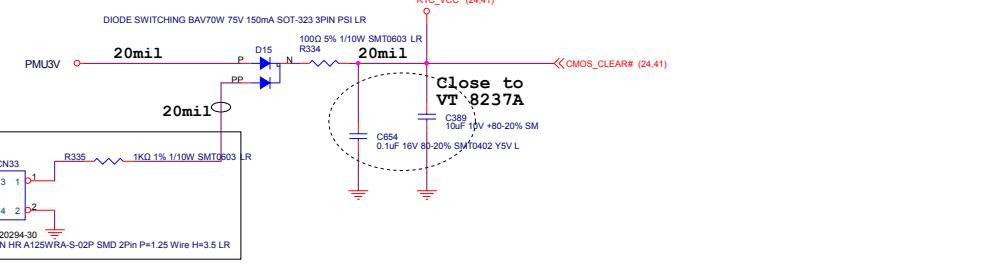 RTC_VCC (24,41)
DIODE SWITCHING BAV70W 75V 150mA SOT-323 3PIN PSI LR
100Ω 5% 1/10W SMT0603 LR
D15
R334
20mil
20mil
PMU3V
P
N
CMOS_CLEAR# (24,41)
PP
Close to
VT 8237A
20mil
C389
10uF 10V +80-20% SM
C654
0.1uF 16V 80-20% SMT0402 Y5V L
R335
1KΩ 1% 1/10W SMT0603 LR
CN33
3 1
1
4 2
2
20294-30
N HR A125WRA-S-02P SMD 2Pin P=1.25 Wire H=3.5 LR